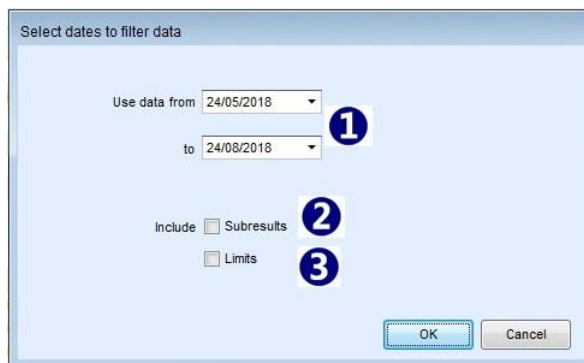 Select dates to filter data
Use data from 24/05/2018
1
to 24/08/2018
Include Subresults 2
Limits 3
OK Cancel